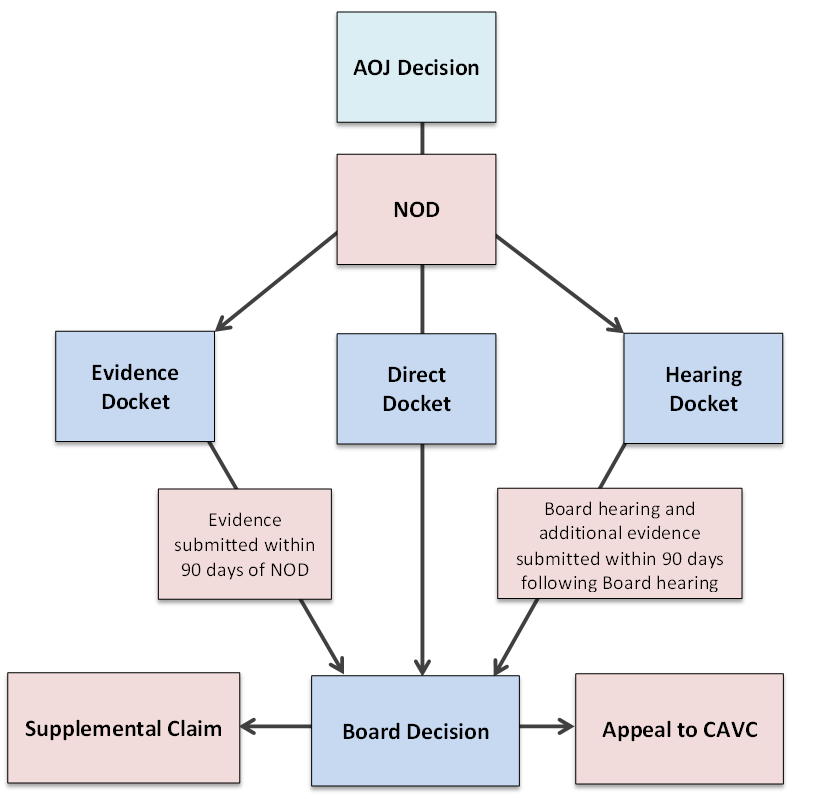 AOJ Decision
NOD
Evidence
Docket
Direct
Docket
Hearing
Docket
Evidence
submitted within
90 days of NOD
Board hearing and
additional evidence
submitted within 90 days
following Board hearing
Supplemental Claim
Board Decision
Appeal to CAVC